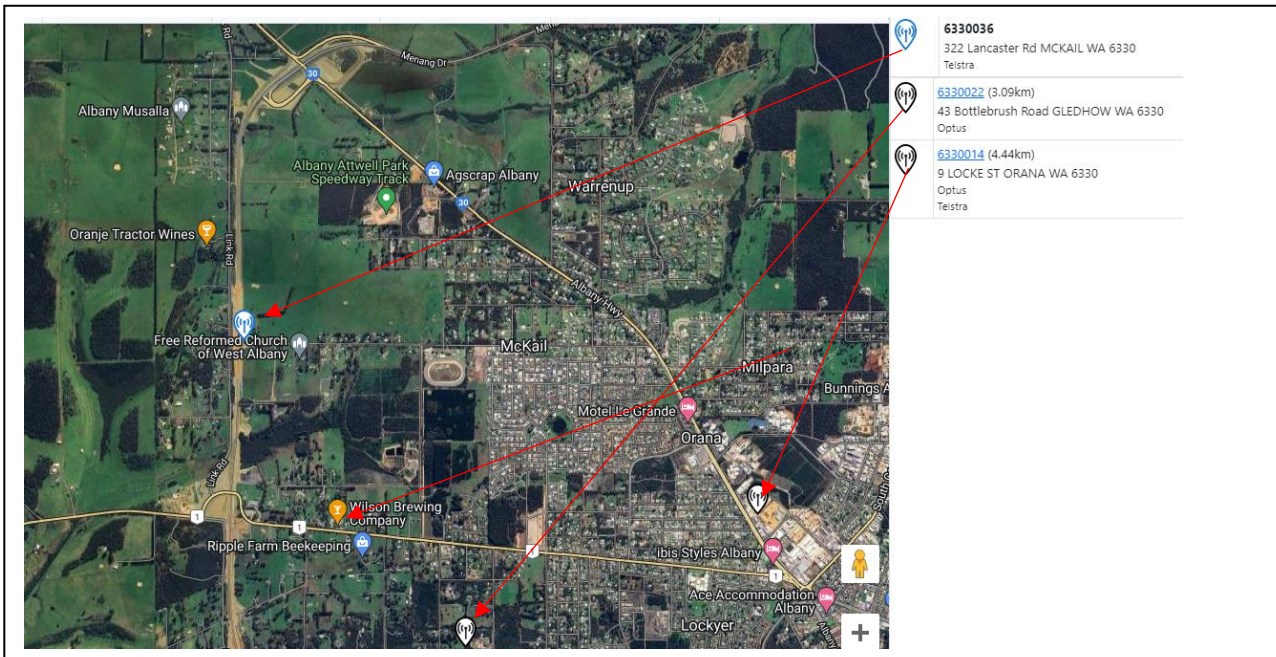 Menang Dr
30
Albany Musalla
Albany Attwell Park
Speedway Track
Agscrap Albany
30
Warrenup
Oranje Tractor Wines
Link Rd
Albany Hwy
Free Reformed Church
of West Albany
McKail
Milpara
Bunnings A
Motel Le Grande
Orana
Link Rd
South C
1
1
Wilson Brewing
Company
Ripple Farm Beekeeping
1
ibis Styles Albany
1
Ace Accommodation
Albany
Lockyer
Albany
6330036
322 Lancaster Rd MCKAIL WA 6330
Telstra
6330022 (3.09km)
43 Bottlebrush Road GLEDHOW WA 6330
Optus
6330014 (4.44km)
9 LOCKE ST ORANA WA 6330
Optus
Telstra